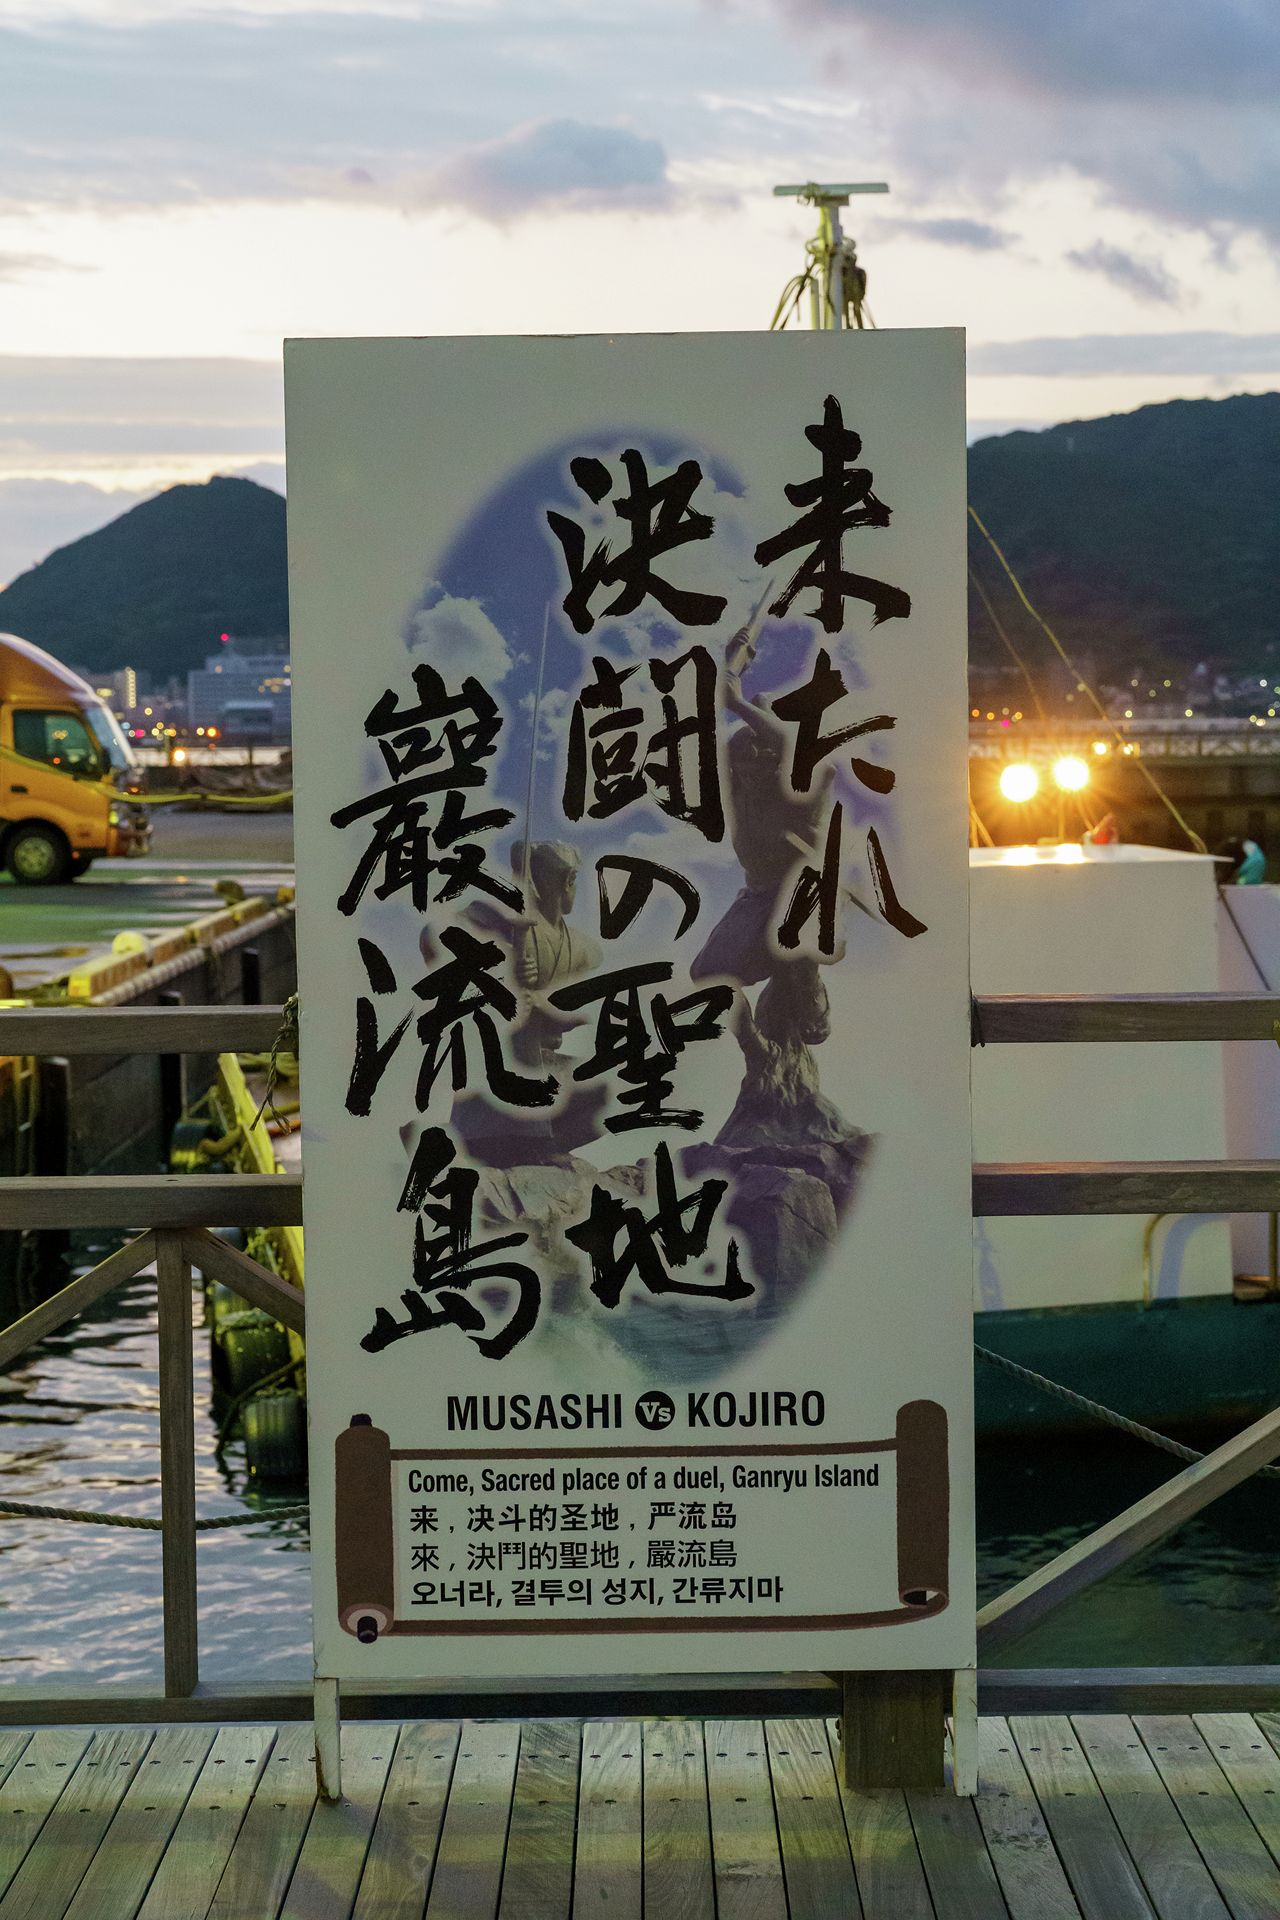 来たれ
決闘の聖地
巌流島
MUSASHI Vs KOJIRO
Come, Sacred place of a duel, Ganryu Island
来，决斗的圣地，严流岛
來，決鬥的聖地，嚴流島
오너라, 결투의 성지, 간류지마